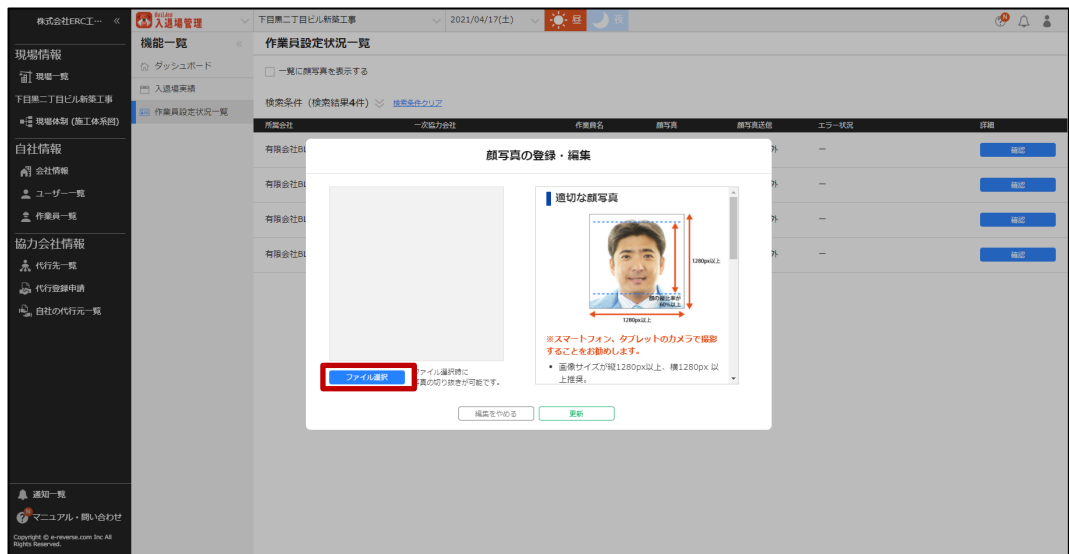 株式会社ERCI… «
現場情報
現場一覧
下目黒二丁目ビル新築工事
現場体制 (施工体系図)
自社情報
会社情報
ユーザー一覧
作業員一覧
協力会社情報
代行先一覧
代行登録申請
自社の代行元一覧
通知一覧
マニュアル・問い合わせ
Copyright © e-reverse.com Inc All
Rights Reserved.
入退場管理
機能一覧 «
ダッシュボード
入退場実績
作業員設定状況一覧
下目黒二丁目ビル新築工事 2021/04/17(土) 昼 夜
作業員設定状況一覧
一覧に顔写真を表示する
検索条件 (検索結果4件) 検索条件クリア
所属会社 一次協力会社 作業員名 顔写真 顔写真送信 エラー状況 詳細
有限会社BL 外 ー 確認
有限会社BL 外 ー 確認
有限会社BL 外 ー 確認
有限会社BL 外 ー 確認
顔写真の登録・編集
ファイル選択
ファイル選択時に
写真の切り抜きが可能です。
適切な顔写真
1280px以上
顔の縦比率が
60%以上
1280px以上
※スマートフォン、タブレットのカメラで撮影
することをお勧めします。
• 画像サイズが縦1280px以上、横1280px 以
上推奨。
編集をやめる 更新